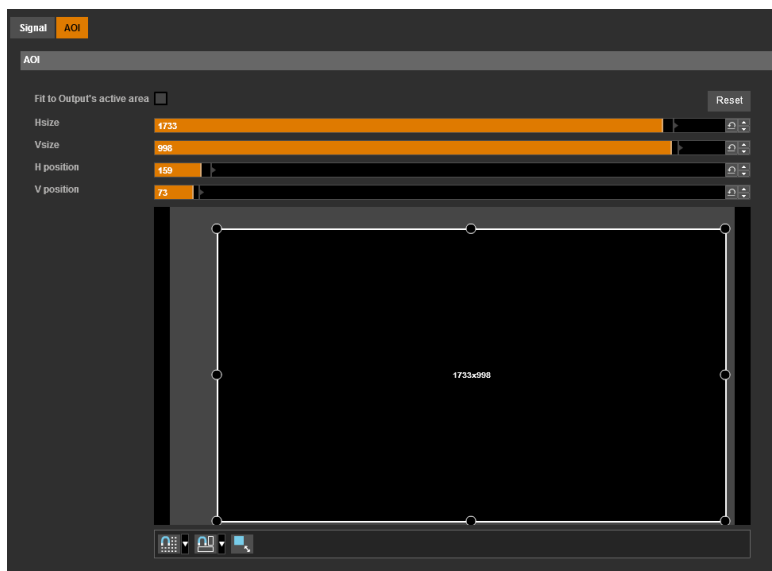 Signal AOI
AOI
Fit to Output's active area
Reset
Hsize 1733
Vsize 998
H position 159
V position 73
1733x998